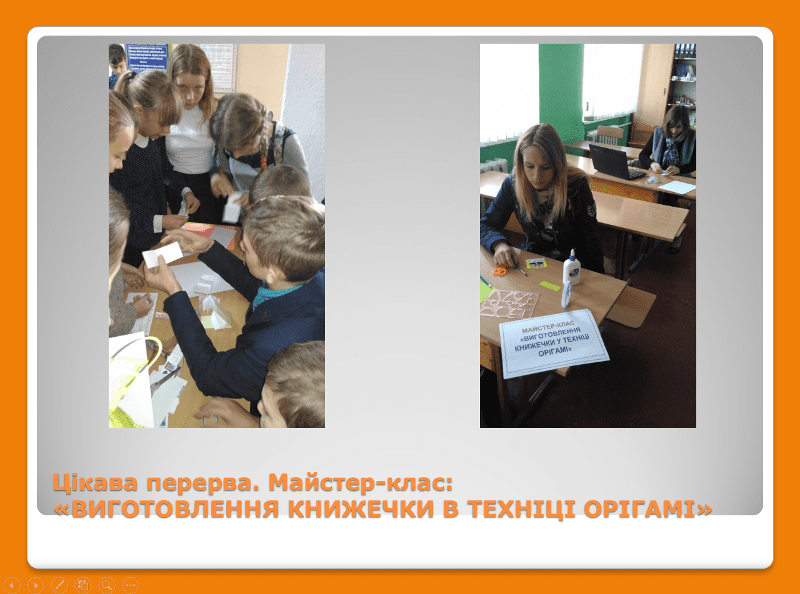 МАЙСТЕР-КЛАС
«ВИГОТОВЛЕННЯ
КНИЖЕЧКИ У ТЕХНІЦІ
ОРІГАМІ»
Цікава перерва. Майстер-клас:
«ВИГОТОВЛЕННЯ КНИЖЕЧКИ В ТЕХНІЦІ ОРІГАМІ»